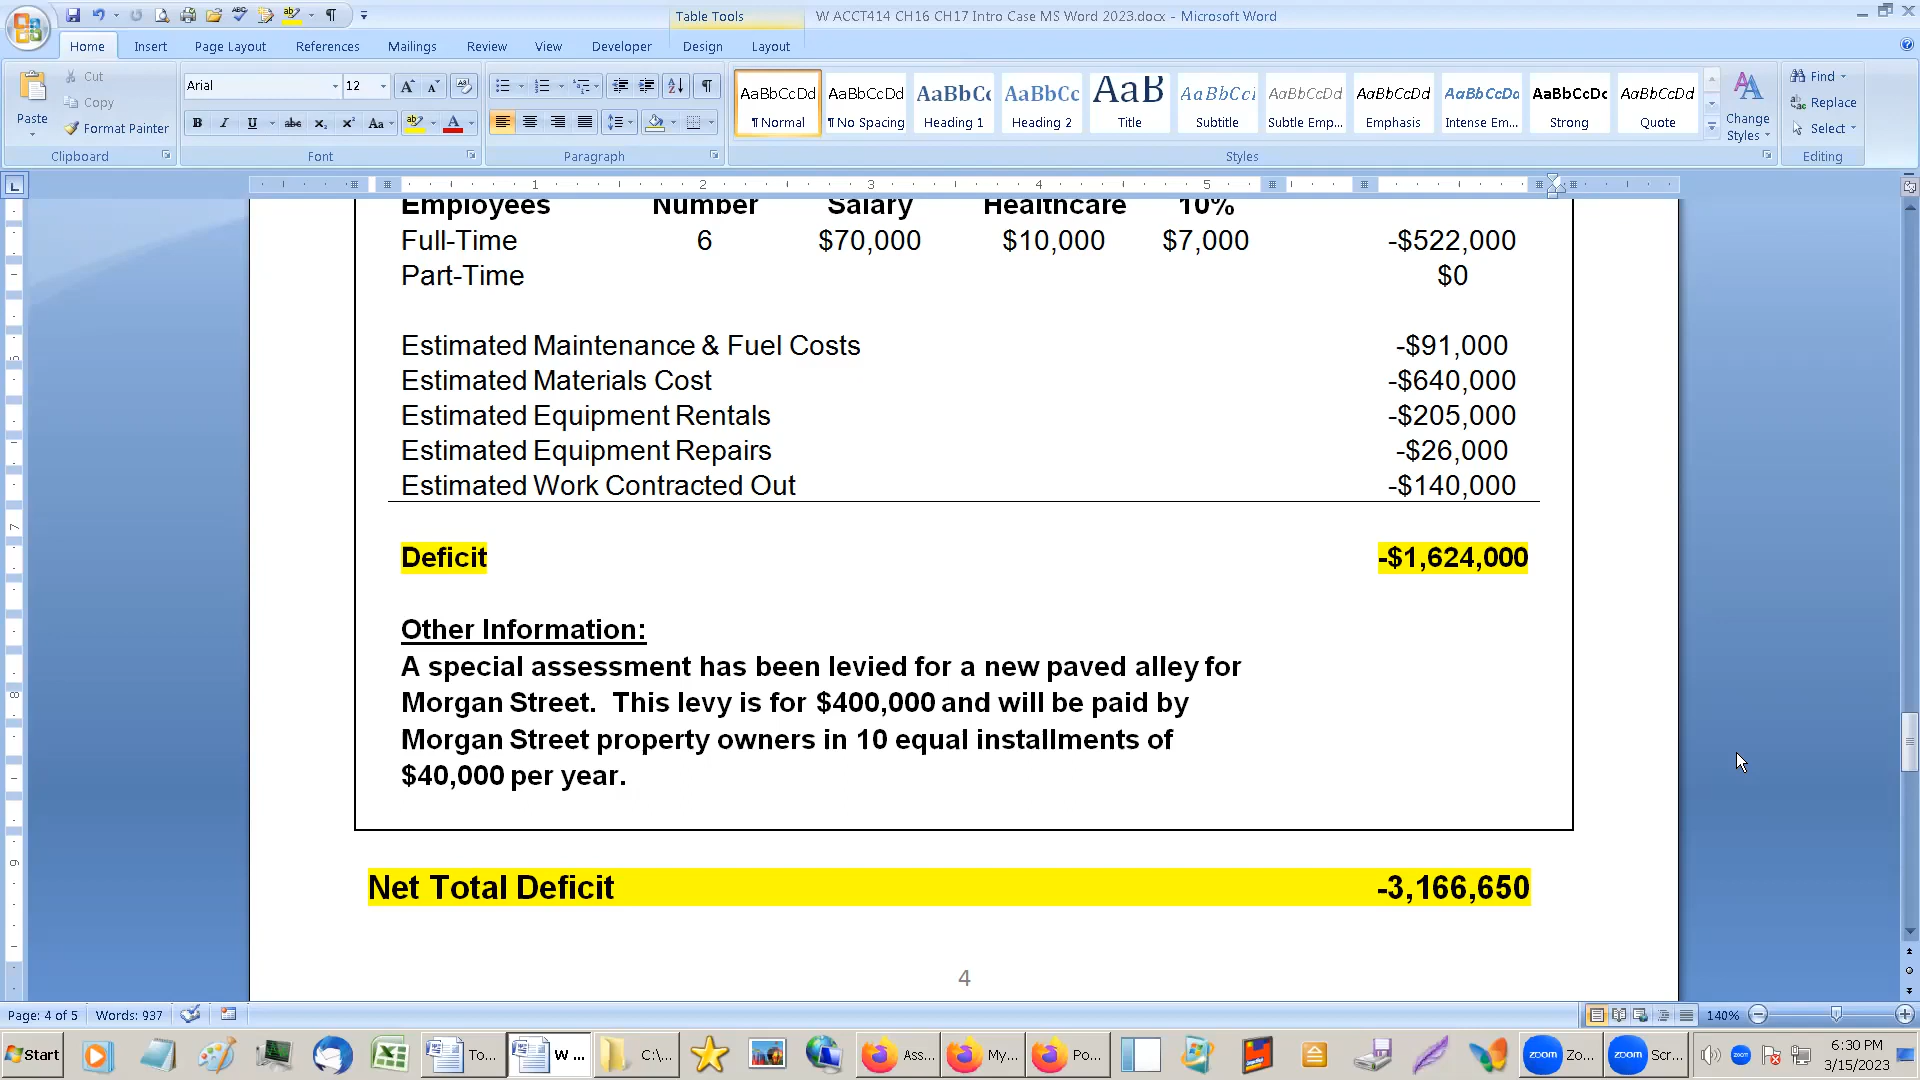 Table Tools
W ACCT414 CH16 CH17 Intro Case MS Word 2023.docx - Microsoft Word
Home Insert Page Layout References Mailings Review View Developer Design Layout
Paste
Cut
Copy
Format Painter
Clipboard
Arial 12
Font
Paragraph
AaBbCcDd AaBbCcDd AaBbCc AaBbCc AaB AaBbCcI AaBbCcDd AaBbCcDd AaBbCcDd AaBbCcDc AaBbCcDd
¶ Normal ¶ No Spacing Heading 1 Heading 2 Title Subtitle Subtle Emp... Emphasis Intense Em... Strong Quote
Styles
Change Styles
Find
Replace
Select
Editing
1 2 3 4 5
Employees Number Salary Healthcare 10%
Full-Time 6 $70,000 $10,000 $7,000 -$522,000
Part-Time $0
Estimated Maintenance & Fuel Costs -$91,000
Estimated Materials Cost -$640,000
Estimated Equipment Rentals -$205,000
Estimated Equipment Repairs -$26,000
Estimated Work Contracted Out -$140,000
Deficit -$1,624,000
Other Information:
A special assessment has been levied for a new paved alley for
Morgan Street. This levy is for $400,000 and will be paid by
Morgan Street property owners in 10 equal installments of
$40,000 per year.
Net Total Deficit -3,166,650
4
Page: 4 of 5 Words: 937 140%
Start To... W ... C:\... Ass... My... Po... zoom Zo... zoom Scr...
6:30 PM
3/15/2023